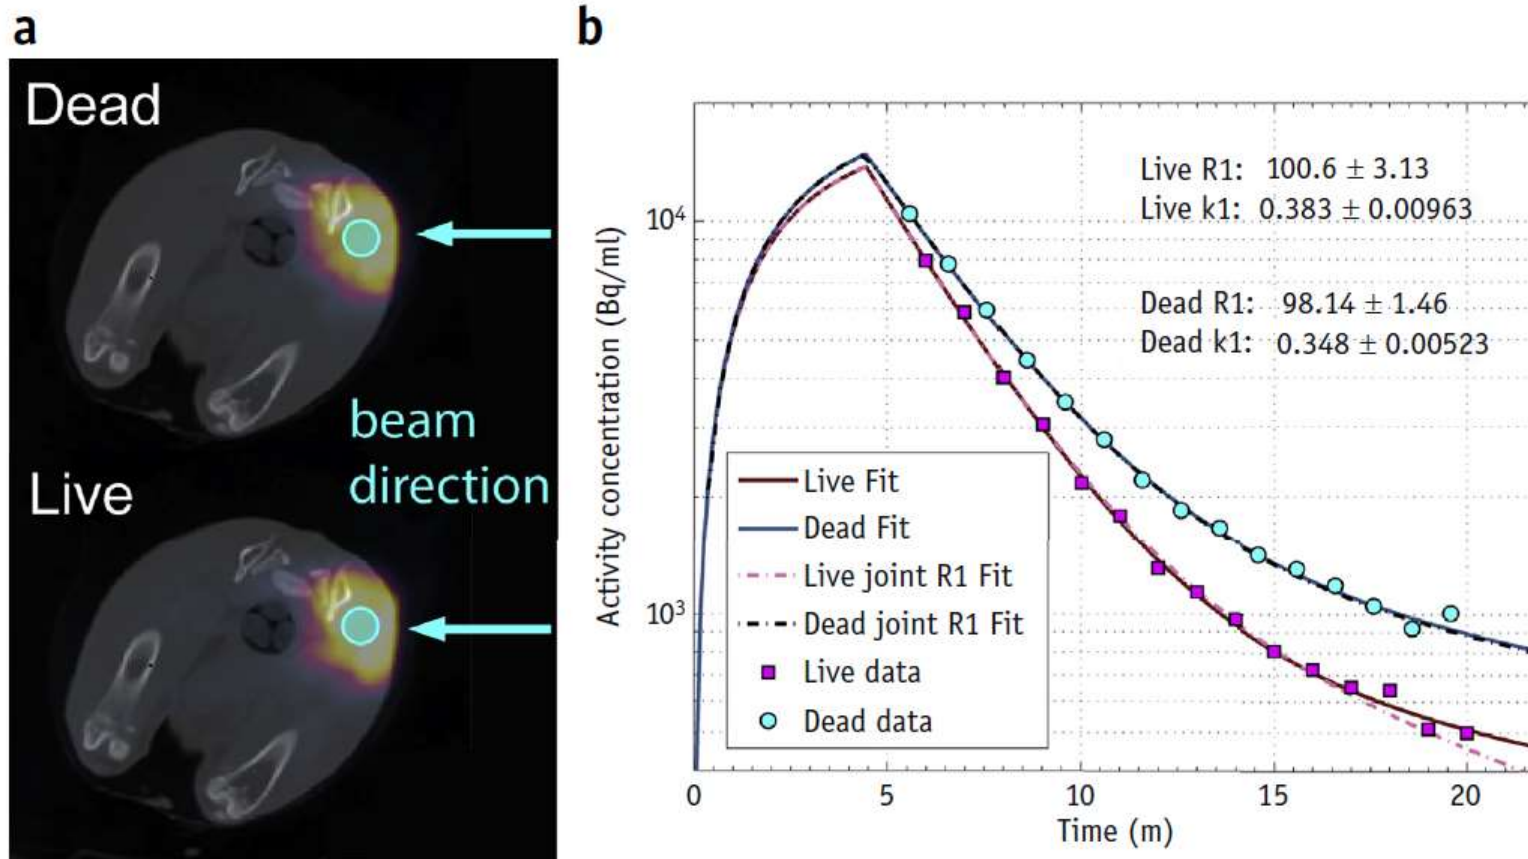 a
Dead
beam
direction
Live
b
Activity concentration (Bq/ml)
10⁴
10³
Live R1: 100.6 ± 3.13
Live k1: 0.383 ± 0.00963
Dead R1: 98.14 ± 1.46
Dead k1: 0.348 ± 0.00523
Live Fit
Dead Fit
Live joint R1 Fit
Dead joint R1 Fit
Live data
Dead data
0 5 10 15 20
Time (m)